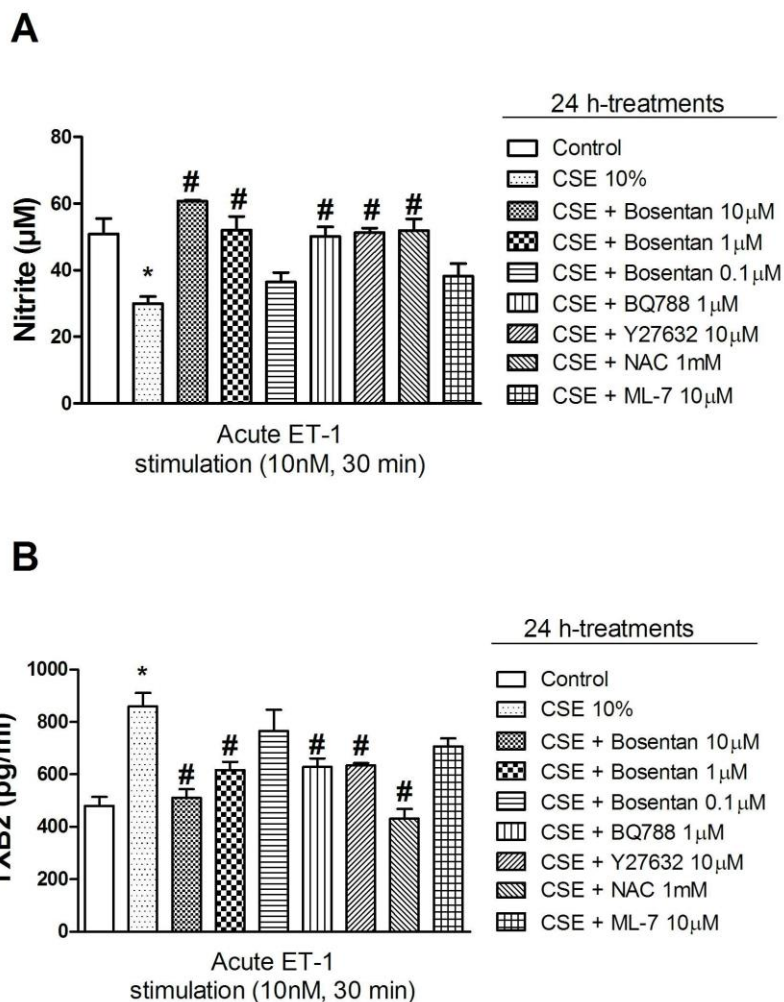 A
24 h-treatments
80
60
40
20
0
Nitrite (μM)
*
#
#
#
#
#
Control
CSE 10%
CSE + Bosentan 10μM
CSE + Bosentan 1μM
CSE + Bosentan 0.1μM
CSE + BQ788 1μM
CSE + Y27632 10μM
CSE + NAC 1mM
CSE + ML-7 10μM
Acute ET-1
stimulation (10nM, 30 min)
B
24 h-treatments
1000
800
600
400
200
0
TXB2 (pg/ml)
*
#
#
#
#
#
Control
CSE 10%
CSE + Bosentan 10μM
CSE + Bosentan 1μM
CSE + Bosentan 0.1μM
CSE + BQ788 1μM
CSE + Y27632 10μM
CSE + NAC 1mM
CSE + ML-7 10μM
Acute ET-1
stimulation (10nM, 30 min)